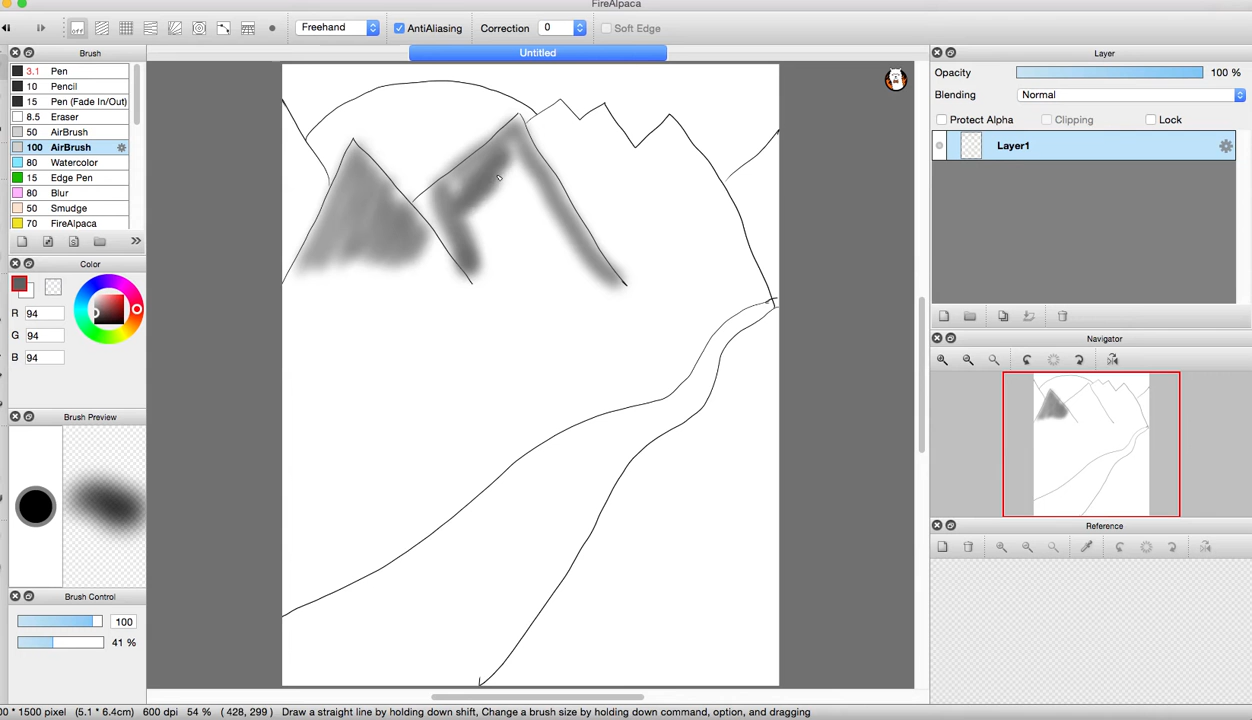 FireAlpaca
Freehand AntiAliasing Correction 0 Soft Edge
Brush
Untitled
Layer
3.1 Pen
10 Pencil
15 Pen (Fade In/Out)
8.5 Eraser
50 AirBrush
100 AirBrush
80 Watercolor
15 Edge Pen
80 Blur
50 Smudge
70 FireAlpaca
Opacity 100 %
Blending Normal
Protect Alpha Clipping Lock
Layer1
Color
R 94
G 94
B 94
Navigator
Brush Preview
Reference
Brush Control
100
41 %
00 * 1500 pixel (5.1 * 6.4cm) 600 dpi 54 % ( 428, 299 ) Draw a straight line by holding down shift, Change a brush size by holding down command, option, and dragging